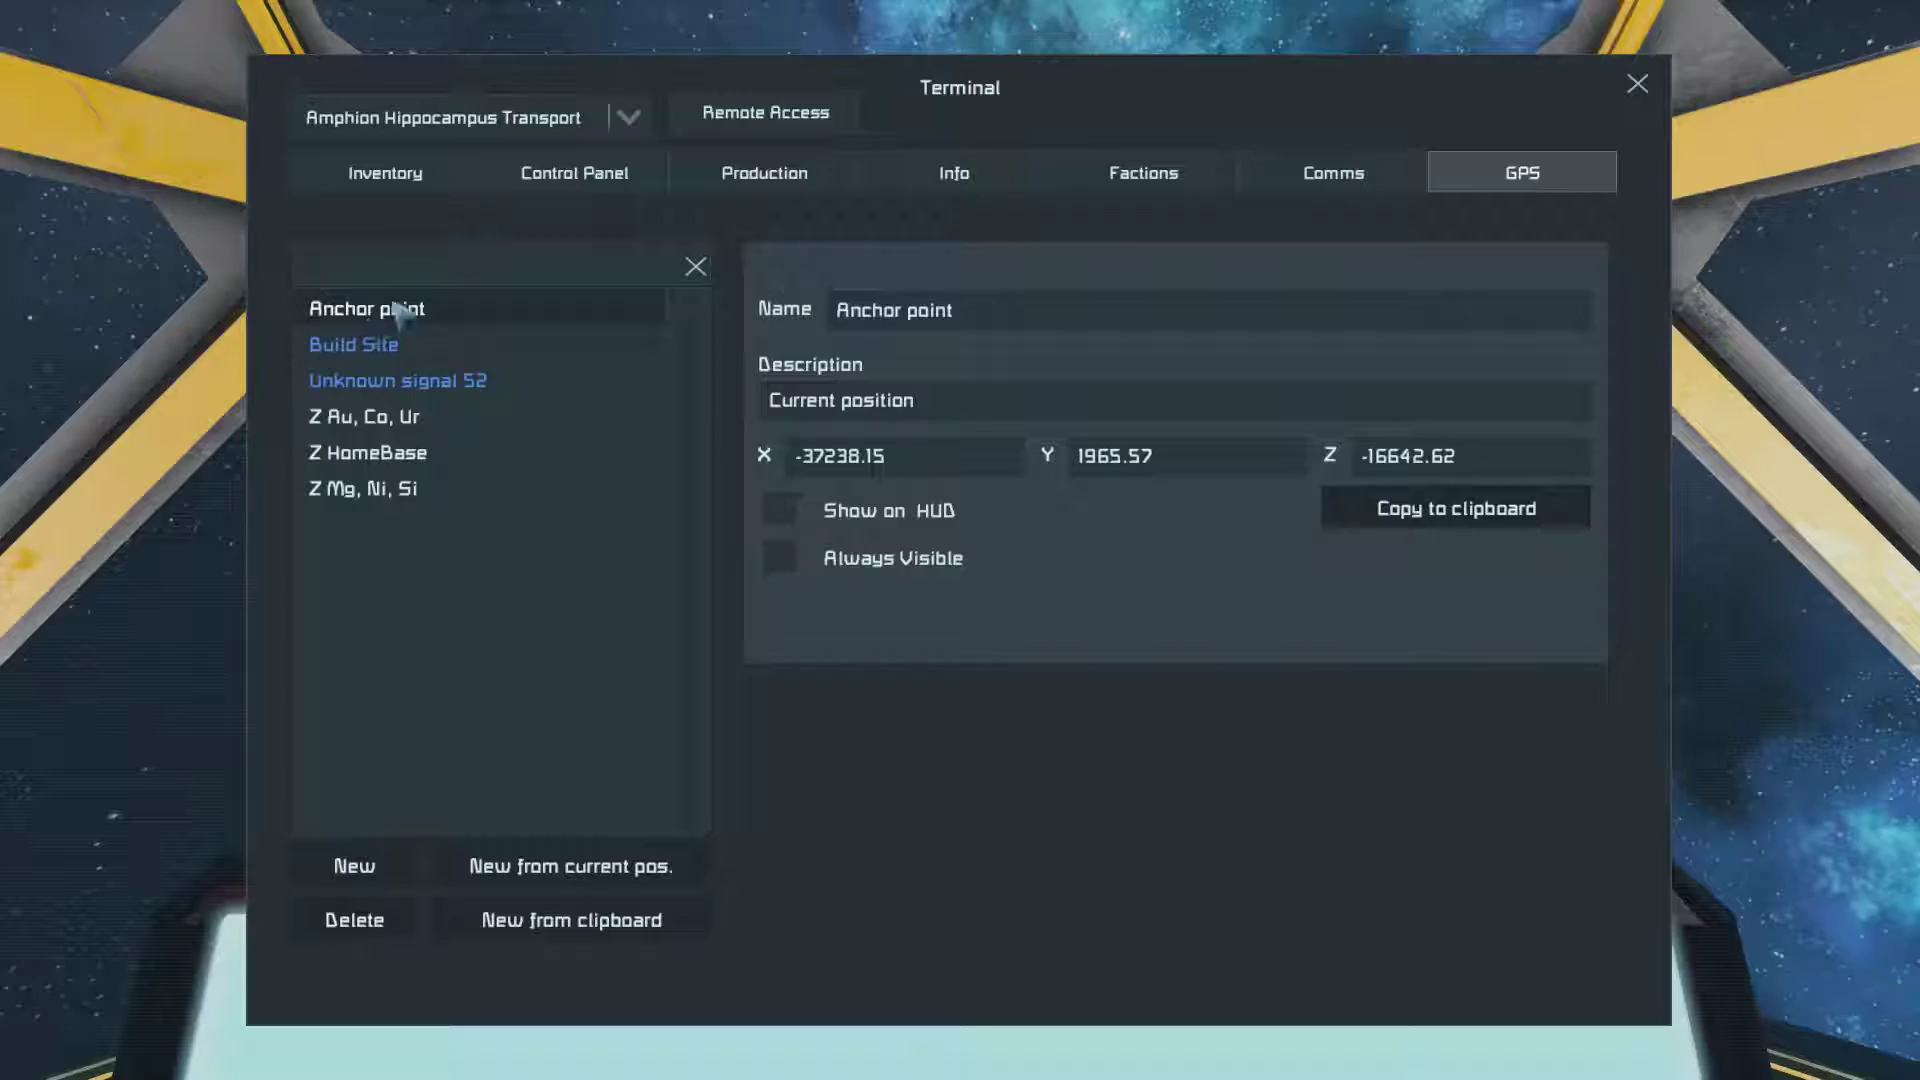 Terminal
Amphion Hippocampus Transport
Remote Access
Inventory
Control Panel
Production
Info
Factions
Comms
GPS
Anchor point
Build Site
Unknown signal 52
Z Au, Co, Ur
Z HomeBase
Z Mg, Ni, Si
New
New from current pos.
Delete
New from clipboard
Name
Anchor point
Description
Current position
X -37238.15 Y 1965.57 Z -16642.62
Show on HUD
Copy to clipboard
Always Visible